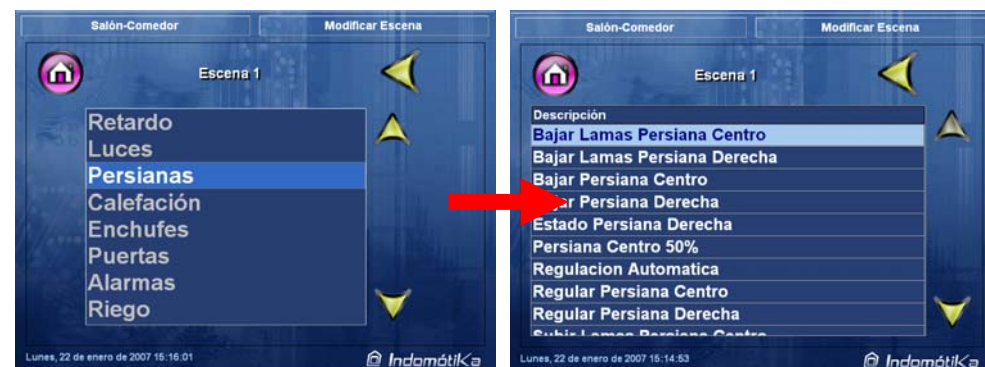 Salón-Comedor
Modificar Escena
Escena 1
Retardo
Luces
Persianas
Calefación
Enchufes
Puertas
Alarmas
Riego
Lunes, 22 de enero de 2007 15:16:01
IndomótiKa
Salón-Comedor
Modificar Escena
Escena 1
Descripción
Bajar Lamas Persiana Centro
Bajar Lamas Persiana Derecha
Bajar Persiana Centro
Persiana Derecha
Estado Persiana Derecha
Persiana Centro 50%
Regulacion Automatica
Regular Persiana Centro
Regular Persiana Derecha
Lunes, 22 de enero de 2007 15:14:53
IndomótiKa